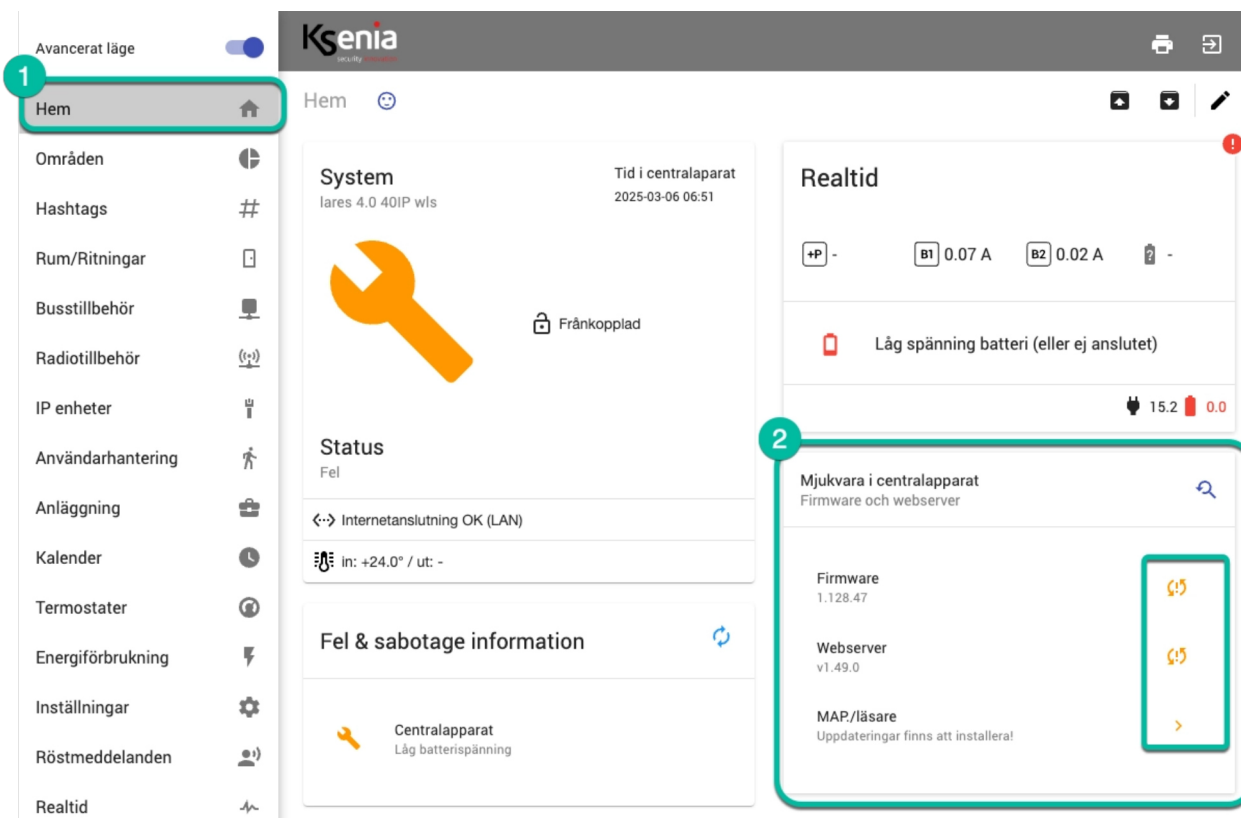 Avancerat läge
1
Hem
Områden
Hashtags
Rum/Ritningar
Busstillbehör
Radiotillbehör
IP enheter
Användarhantering
Anläggning
Kalender
Termostater
Energiförbrukning
Inställningar
Röstmeddelanden
Realtid
Ksenia
security innovation
Hem
System
lares 4.0 40IP wls
Tid i centralaparat
2025-03-06 06:51
Frånkopplad
Status
Fel
Internetanslutning OK (LAN)
in: +24.0° / ut: -
Fel & sabotage information
Centralapparat
Låg batterispänning
Realtid
+P - B1 0.07 A B2 0.02 A ? -
Låg spänning batteri (eller ej anslutet)
15.2 0.0
2
Mjukvara i centralapparat
Firmware och webserver
Firmware
1.128.47
Webserver
v1.49.0
MAP./läsare
Uppdateringar finns att installera!